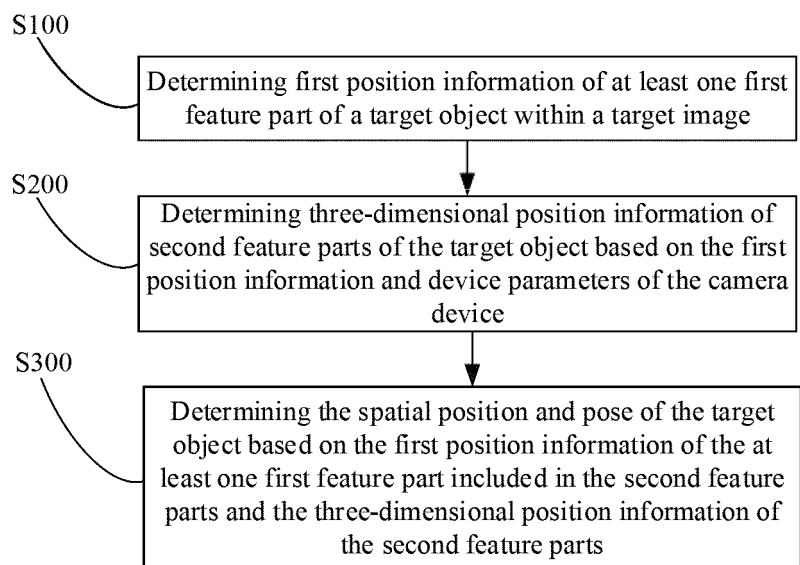 S100
Determining first position information of at least one first
feature part of a target object within a target image
S200
Determining three-dimensional position information of
second feature parts of the target object based on the first
position information and device parameters of the camera
device
S300
Determining the spatial position and pose of the target
object based on the first position information of the at
least one first feature part included in the second feature
parts and the three-dimensional position information of
the second feature parts